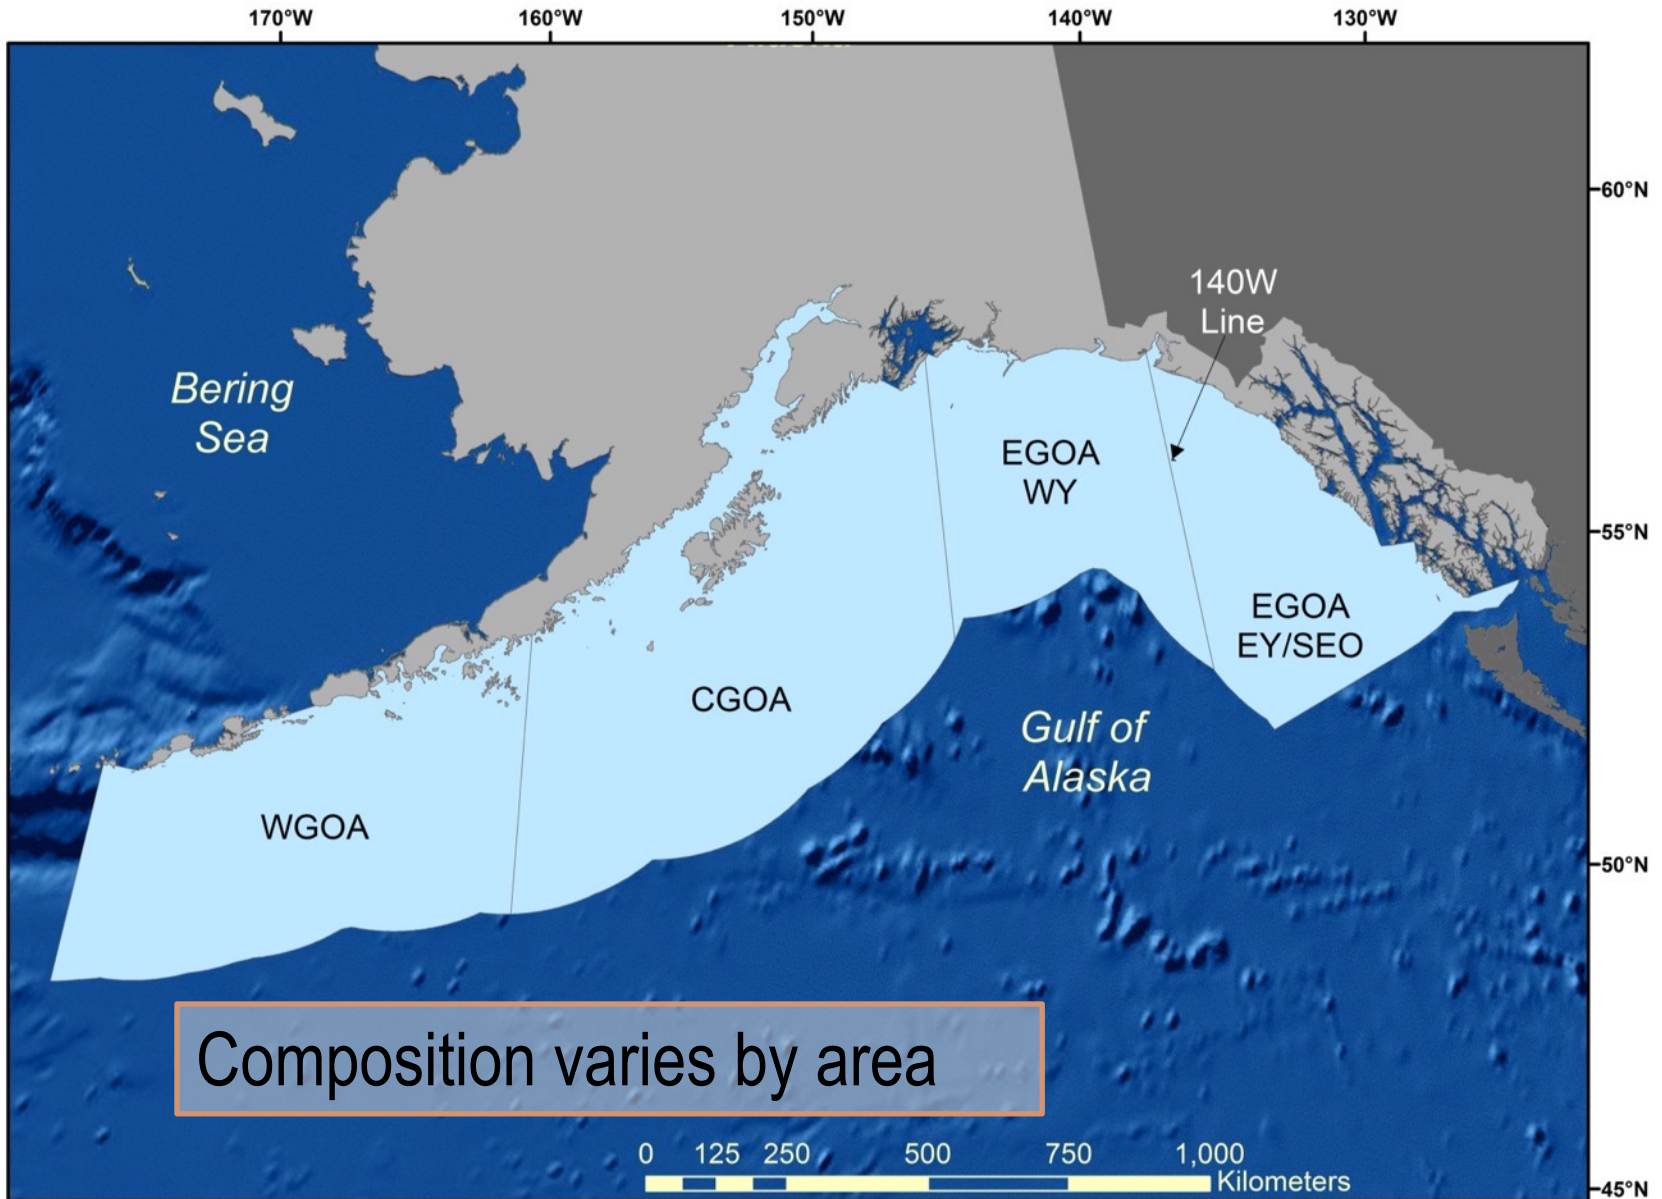 170°W 160°W 150°W 140°W 130°W
60°N
140W
Line
Bering
Sea
EGOA
WY
55°N
EGOA
EY/SEO
CGOA
Gulf of
Alaska
WGOA
50°N
Composition varies by area
0 125 250 500 750 1,000
Kilometers
45°N